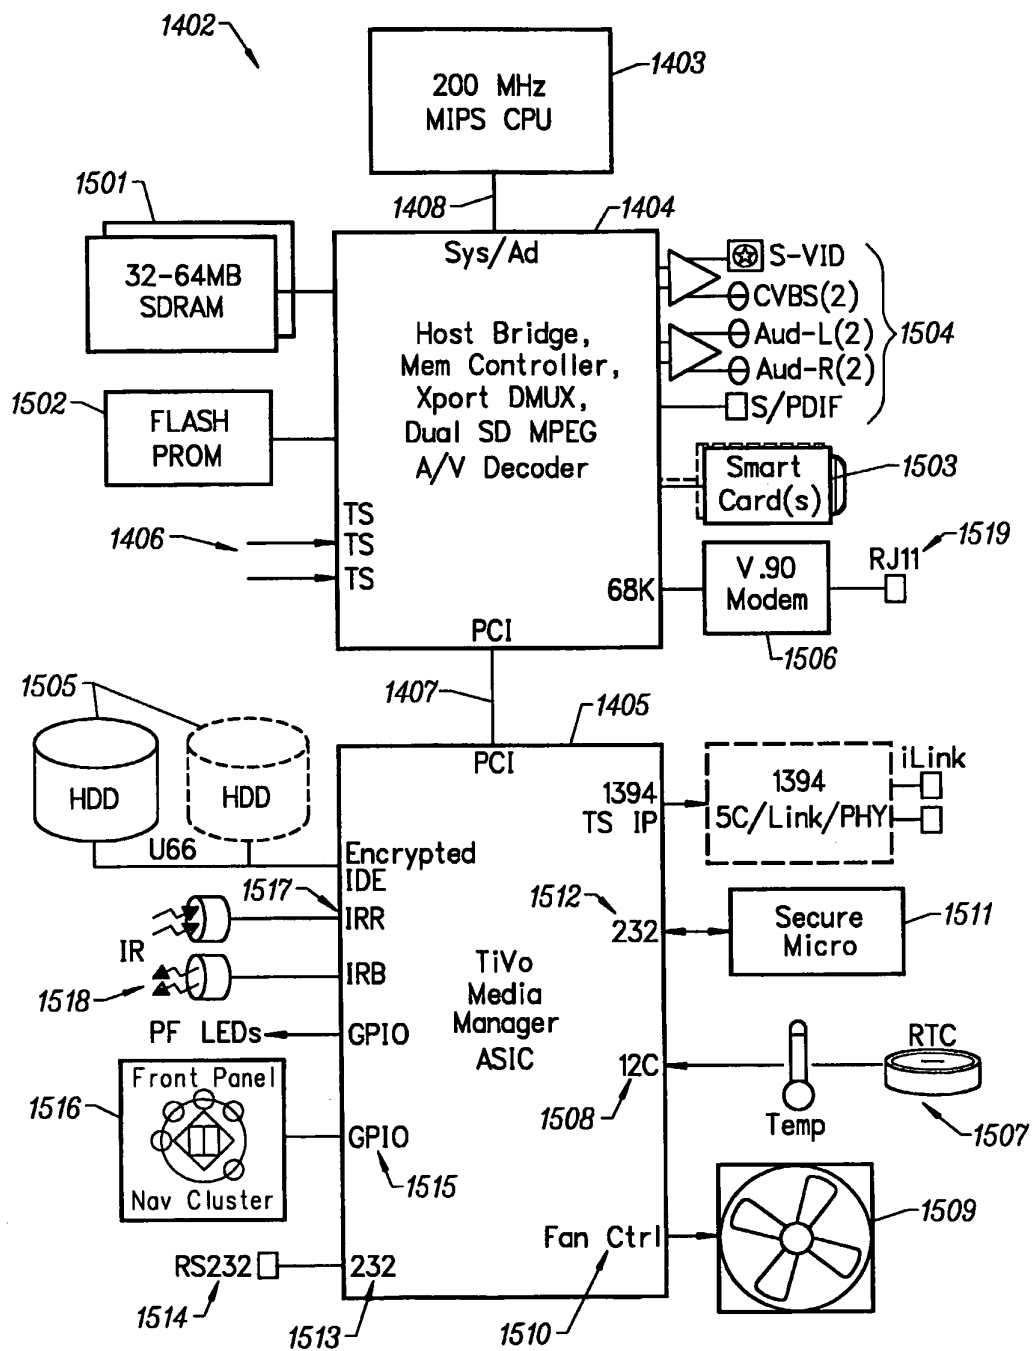 1402
200 MHz
MIPS CPU
1403
1501
1408
1404
32-64MB
SDRAM
Sys/Ad
S-VID
CVBS(2)
Aud-L(2)
Aud-R(2)
S/PDIF
1504
Host Bridge,
Mem Controller,
Xport DMUX,
Dual SD MPEG
A/V Decoder
1502
FLASH
PROM
Smart
Card(s)
1503
1406
TS
TS
TS
68K
V.90
Modem
RJ11
1519
1506
PCI
1407
1505
HDD
HDD
U66
1405
PCI
1394
TS IP
1394
5C/Link/PHY
iLink
Encrypted
IDE
1517
IRR
IR
1518
IRB
1512
232
Secure
Micro
1511
TiVo
Media
Manager
ASIC
PF LEDs
GPIO
12C
1508
Temp
RTC
1507
1516
Front Panel
Nav Cluster
GPIO
1515
Fan Ctrl
1510
1509
RS232
1514
232
1513